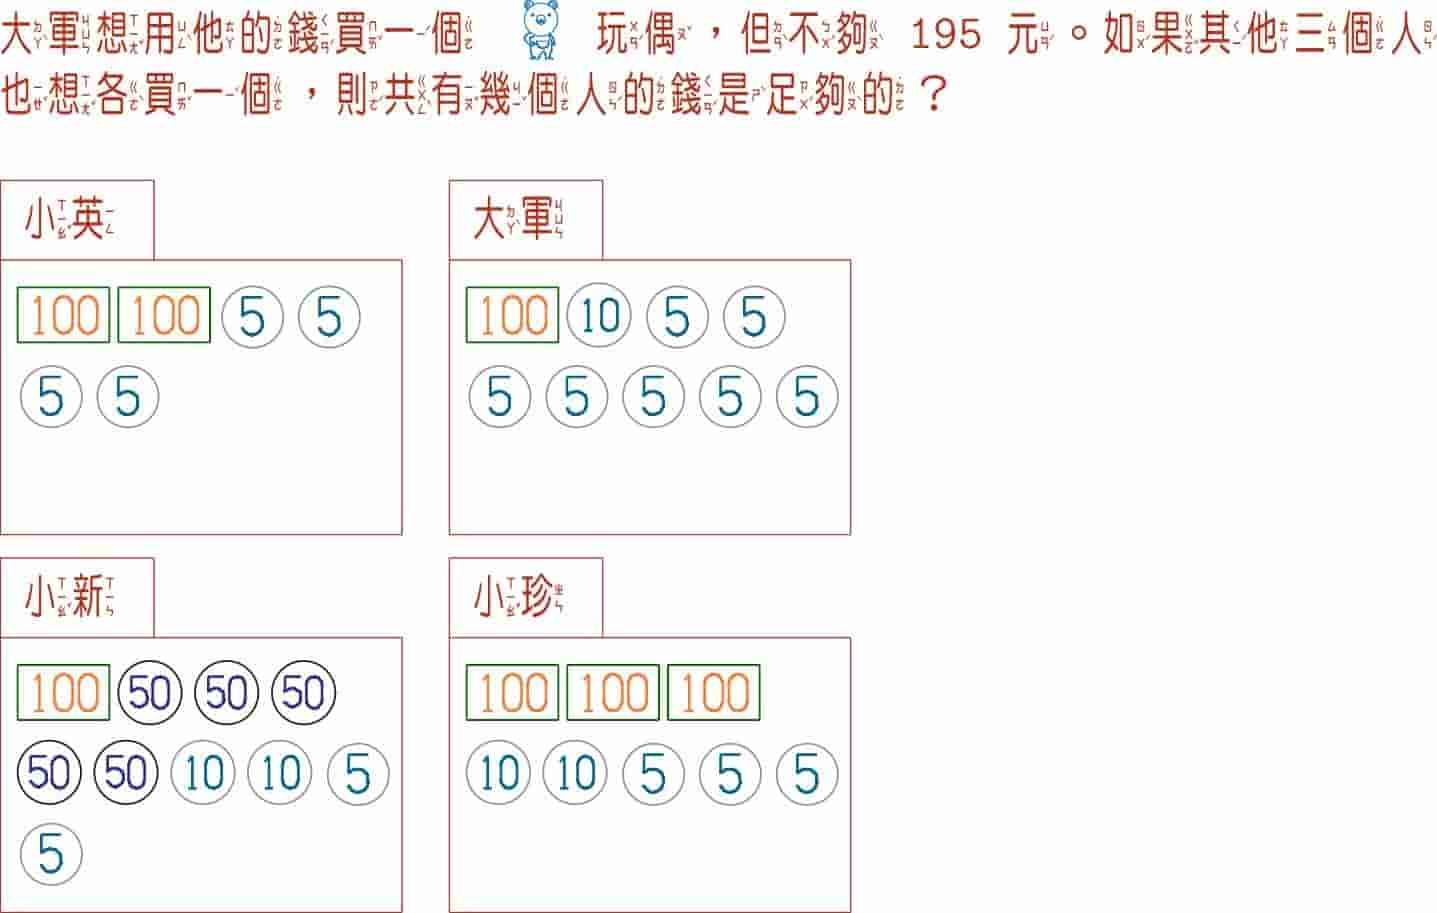 大軍想用他的錢買一個 玩偶，但不夠 195 元。如果其他三個人
也想各買一個，則共有幾個人的錢是足夠的？
小英
100 100 5 5
5 5
大軍
100 10 5 5
5 5 5 5 5
小新
100 50 50 50
50 50 10 10 5
5
小珍
100 100 100
10 10 5 5 5